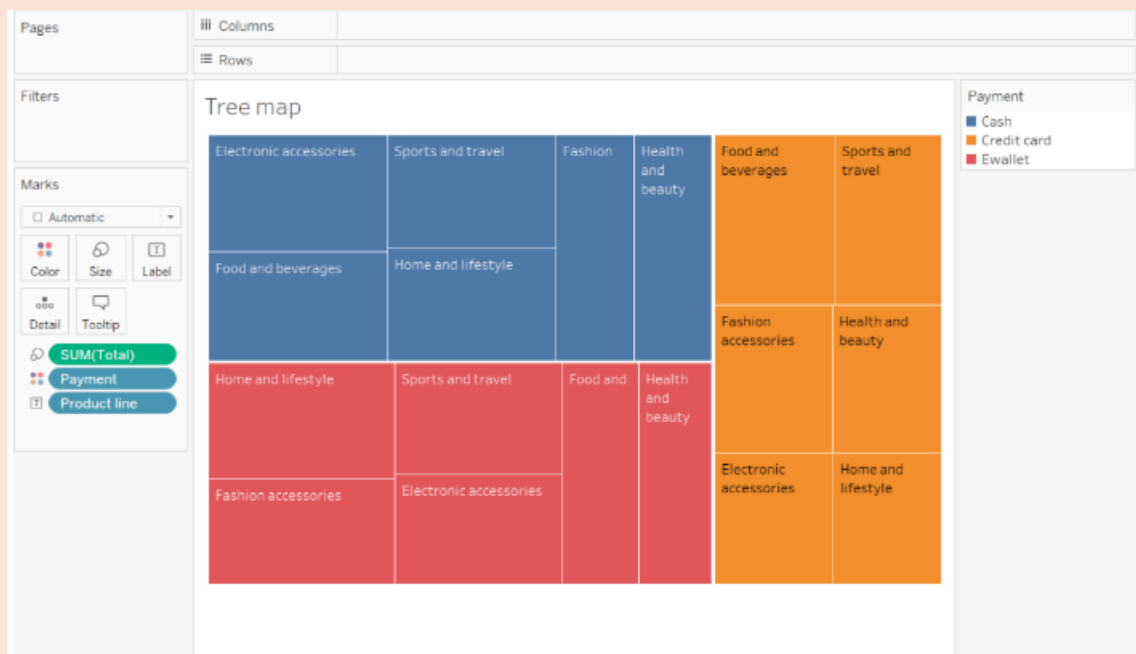 Pages
Columns
Rows
Filters
Marks
Automatic
Color
Size
Label
Detail
Tooltip
SUM(Total)
Payment
Product line
Tree map
Electronic accessories
Sports and travel
Fashion
Health
and
beauty
Food and beverages
Home and lifestyle
Home and lifestyle
Sports and travel
Food and
Health
and
beauty
Fashion accessories
Electronic accessories
Food and
beverages
Sports and
travel
Fashion
accessories
Health and
beauty
Electronic
accessories
Home and
lifestyle
Payment
Cash
Credit card
Ewallet